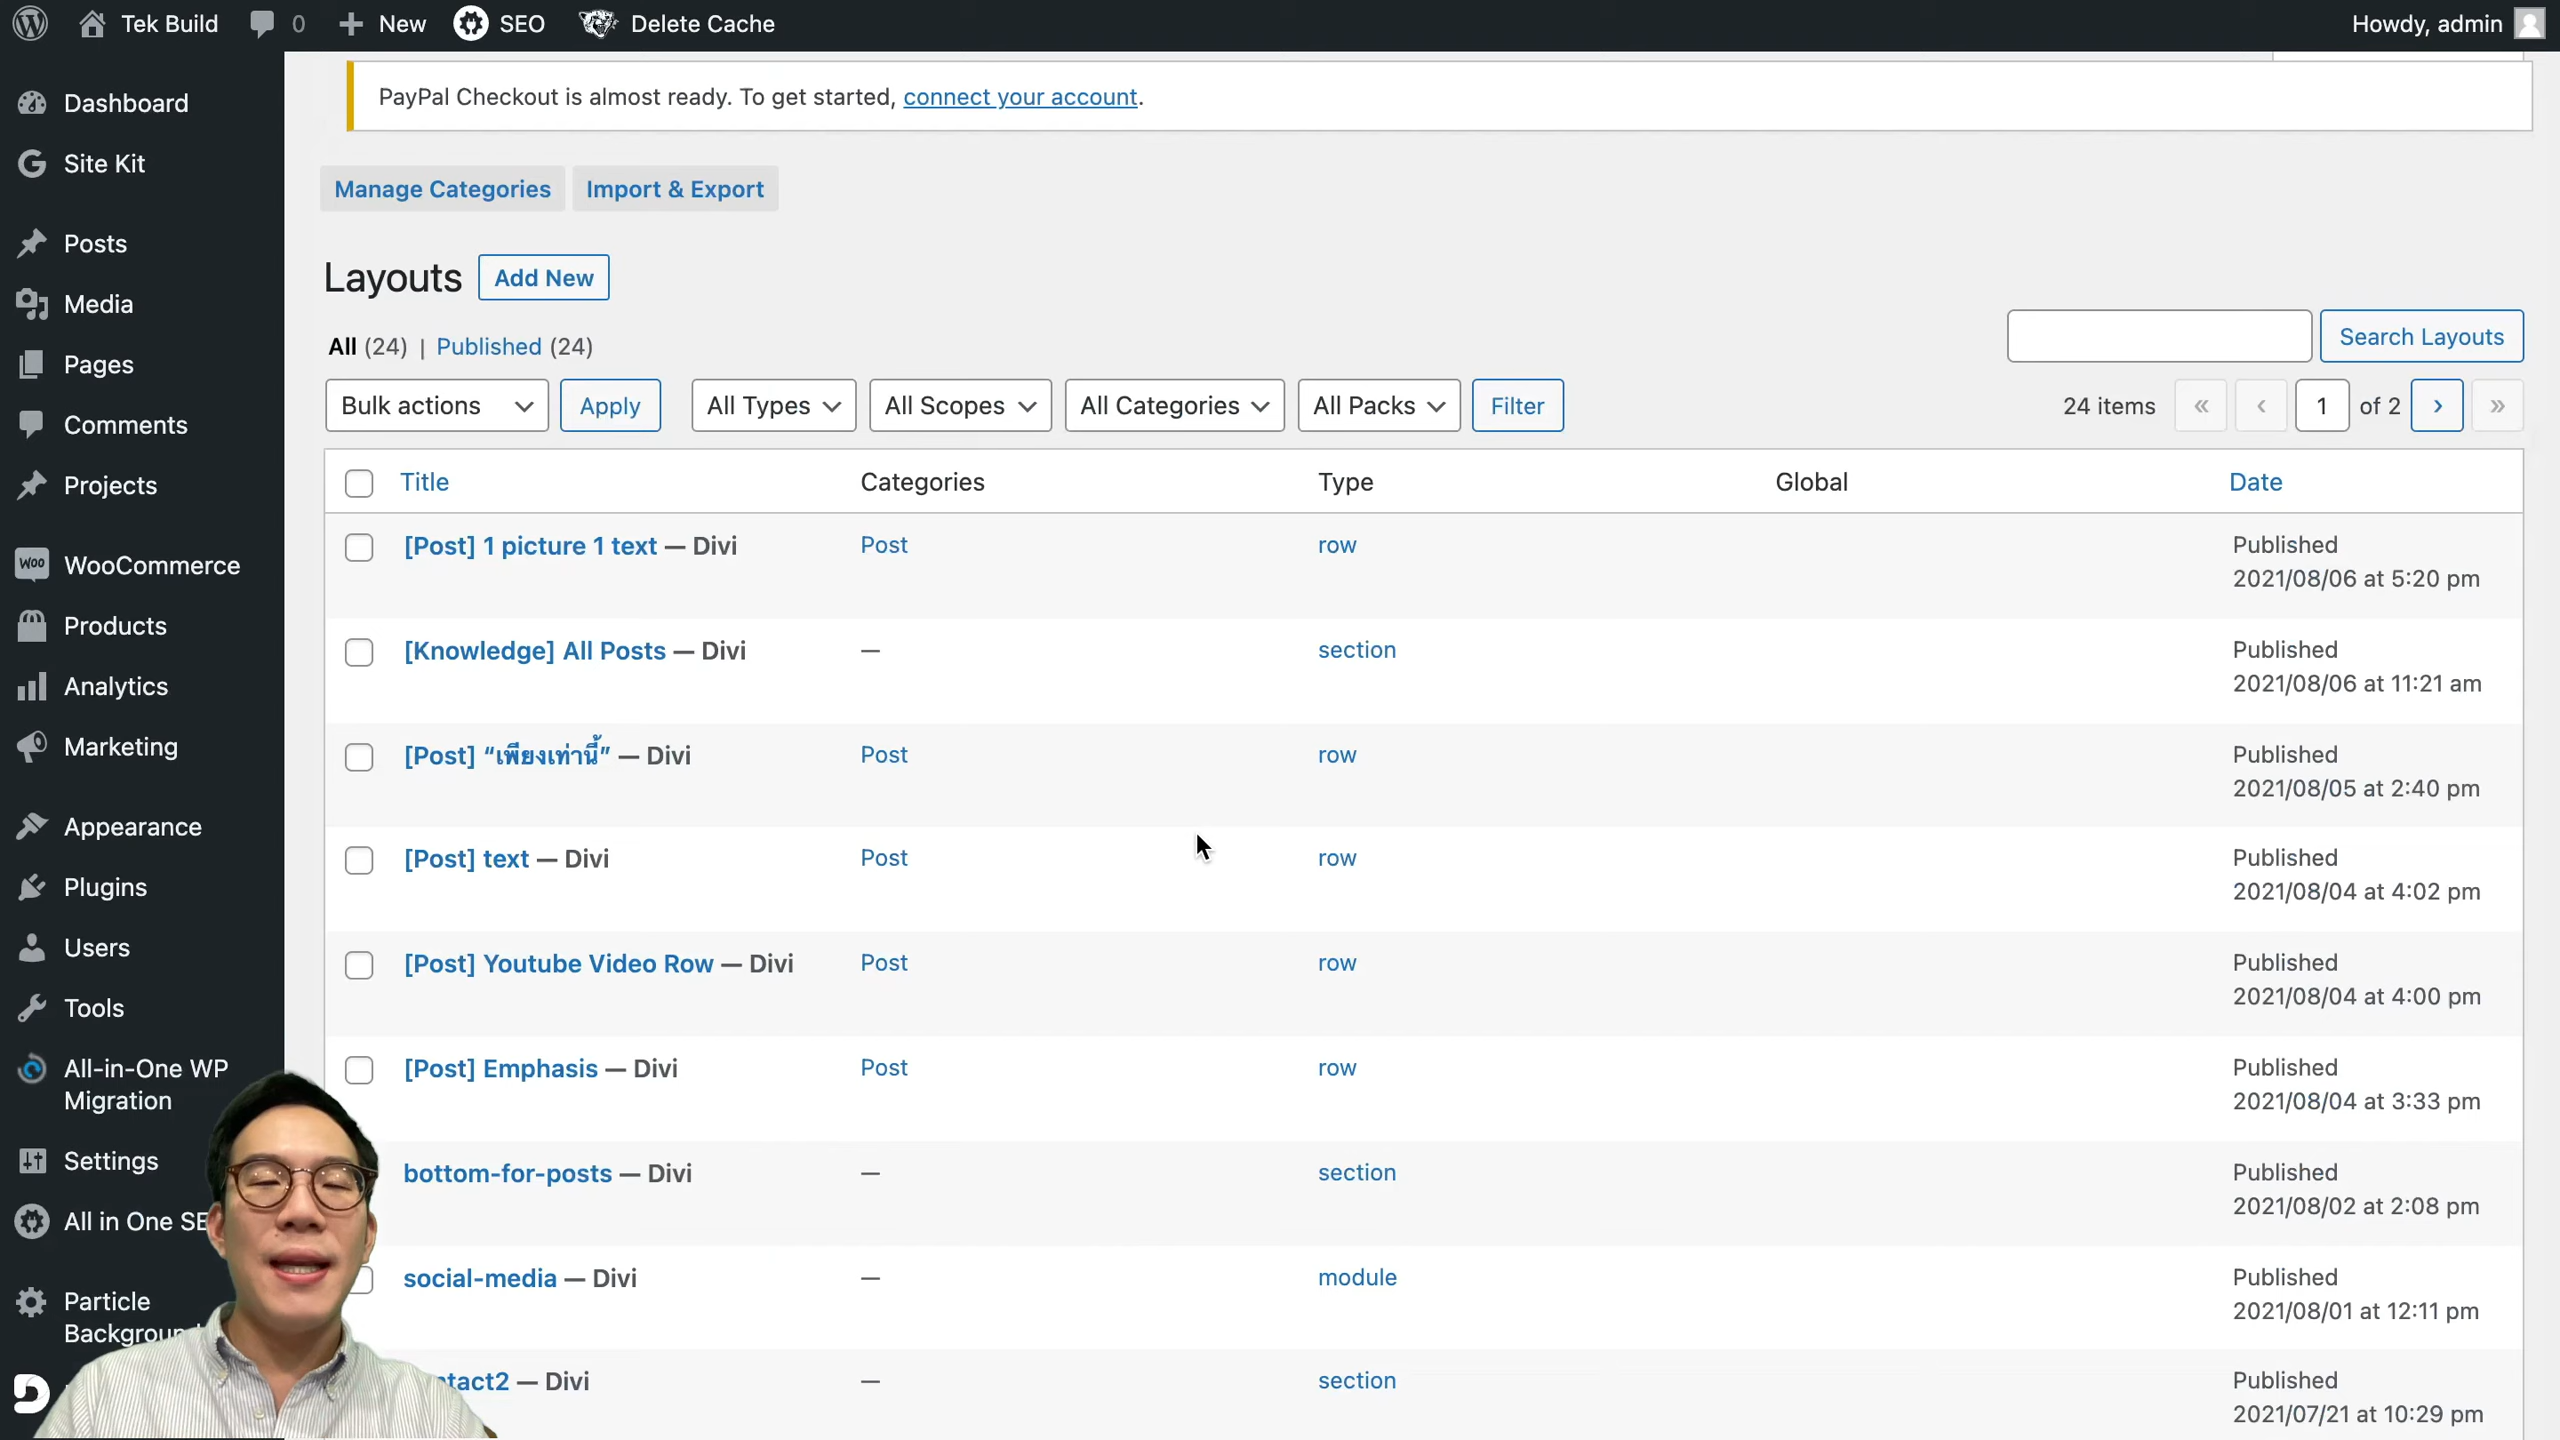 Tek Build 0 New SEO Delete Cache Howdy, admin
PayPal Checkout is almost ready. To get started, connect your account.
Manage Categories Import & Export
Layouts Add New
All (24) | Published (24)
Search Layouts
Bulk actions Apply All Types All Scopes All Categories All Packs Filter 24 items « ‹ 1 of 2 › »
Title Categories Type Global Date
[Post] 1 picture 1 text — Divi Post row Published
2021/08/06 at 5:20 pm
[Knowledge] All Posts — Divi — section Published
2021/08/06 at 11:21 am
[Post] “เพียงเท่านี้” — Divi Post row Published
2021/08/05 at 2:40 pm
[Post] text — Divi Post row Published
2021/08/04 at 4:02 pm
[Post] Youtube Video Row — Divi Post row Published
2021/08/04 at 4:00 pm
[Post] Emphasis — Divi Post row Published
2021/08/04 at 3:33 pm
bottom-for-posts — Divi — section Published
2021/08/02 at 2:08 pm
social-media — Divi — module Published
2021/08/01 at 12:11 pm
ntact2 — Divi — section Published
2021/07/21 at 10:29 pm
Dashboard
Site Kit
Posts
Media
Pages
Comments
Projects
Woo WooCommerce
Products
Analytics
Marketing
Appearance
Plugins
Users
Tools
All-in-One WP
Migration
Settings
All in One SE
Particle
Background
D